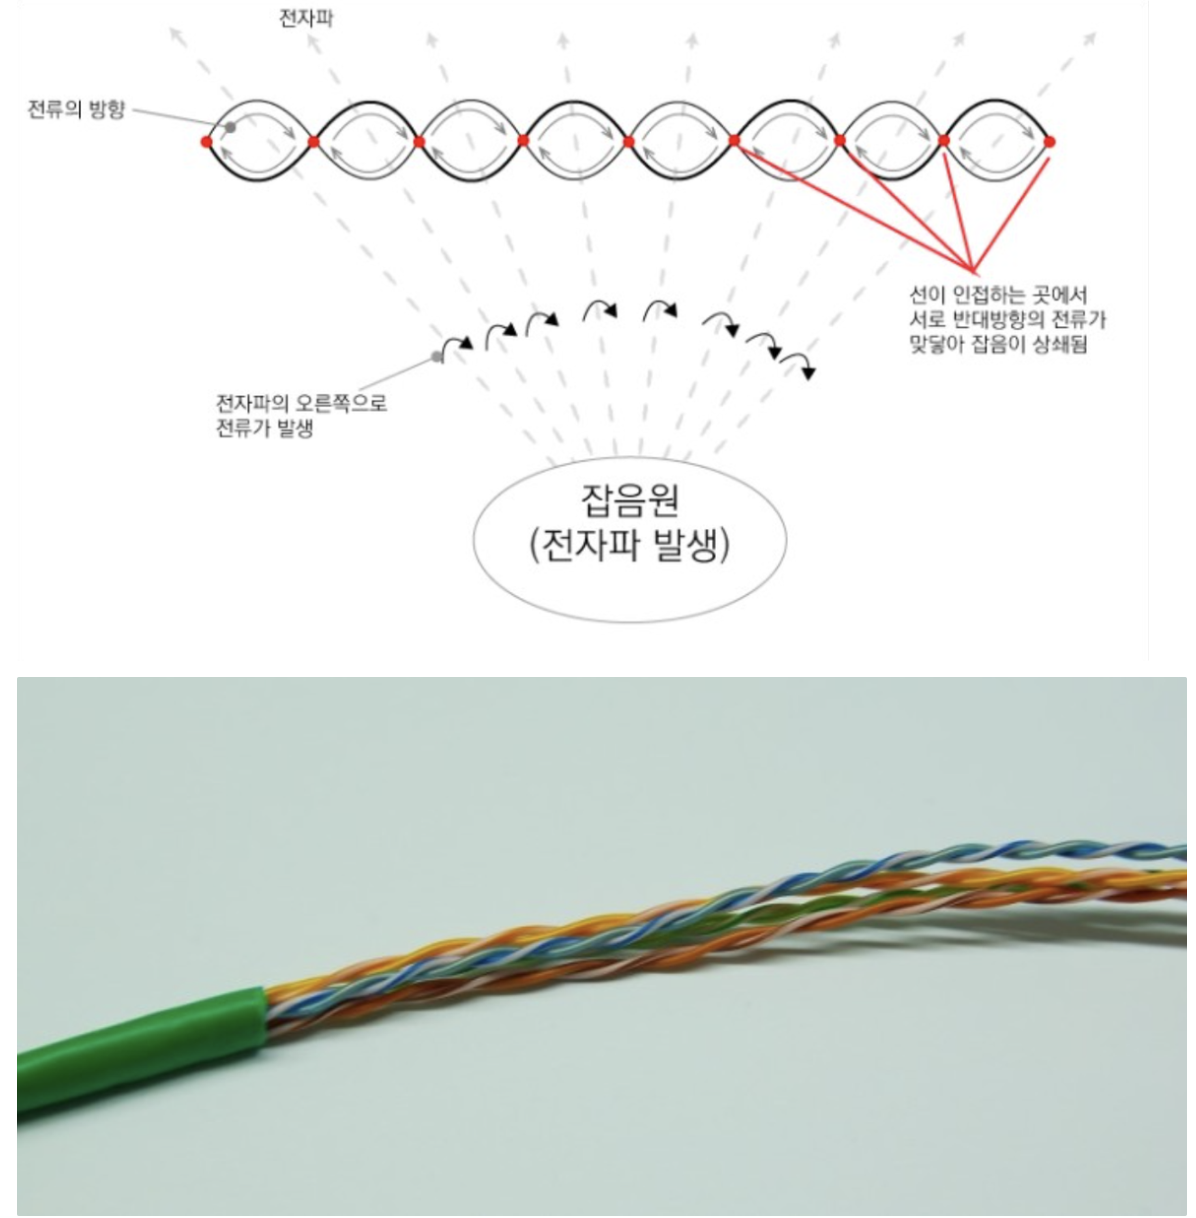 전자파
전류의 방향
선이 인접하는 곳에서
서로 반대방향의 전류가
맞닿아 잡음이 상쇄됨
전자파의 오른쪽으로
전류가 발생
잡음원
(전자파 발생)